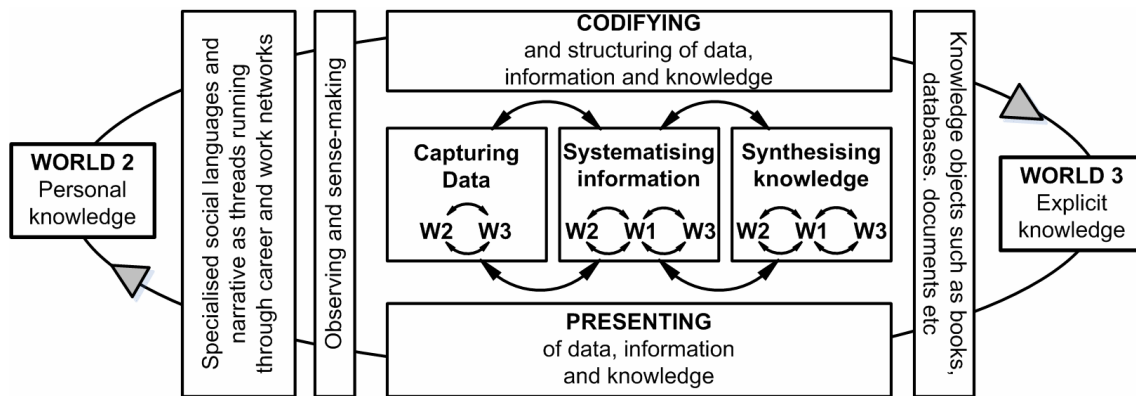 WORLD 2
Personal
knowledge
Specialised social languages and
narrative as threads running
through career and work networks
Observing and sense-making
CODIFYING
and structuring of data,
information and knowledge
Capturing
Data
W2 W3
Systematising
information
W2 W1 W3
Synthesising
knowledge
W2 W1 W3
PRESENTING
of data, information
and knowledge
Knowledge objects such as books,
databases. documents etc
WORLD 3
Explicit
knowledge